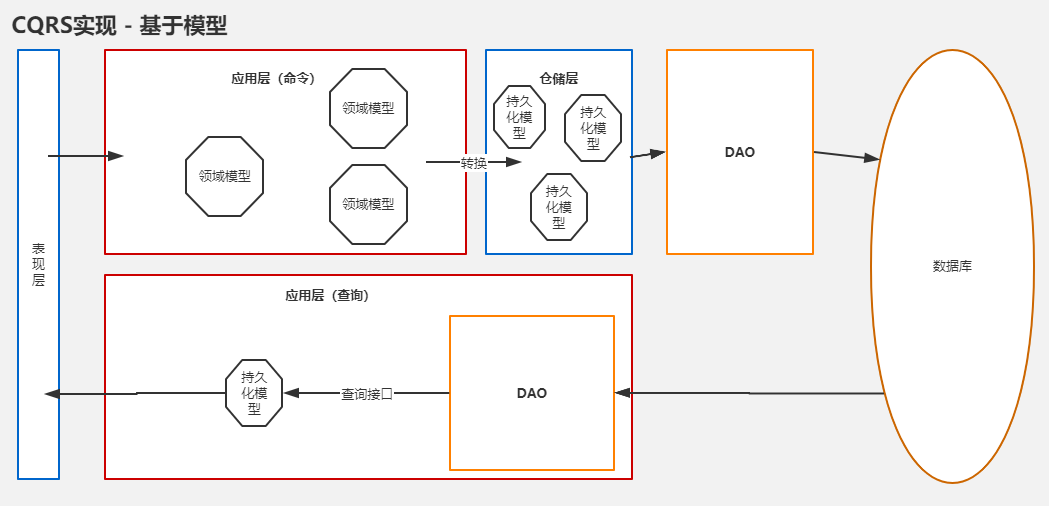 CQRS实现 - 基于模型
表
现
层
应用层（命令）
领域模型
领域模型
领域模型
转换
仓储层
持久
化模
型
持久
化模
型
持久
化模
型
DAO
数据库
应用层（查询）
持久
化模
型
查询接口
DAO